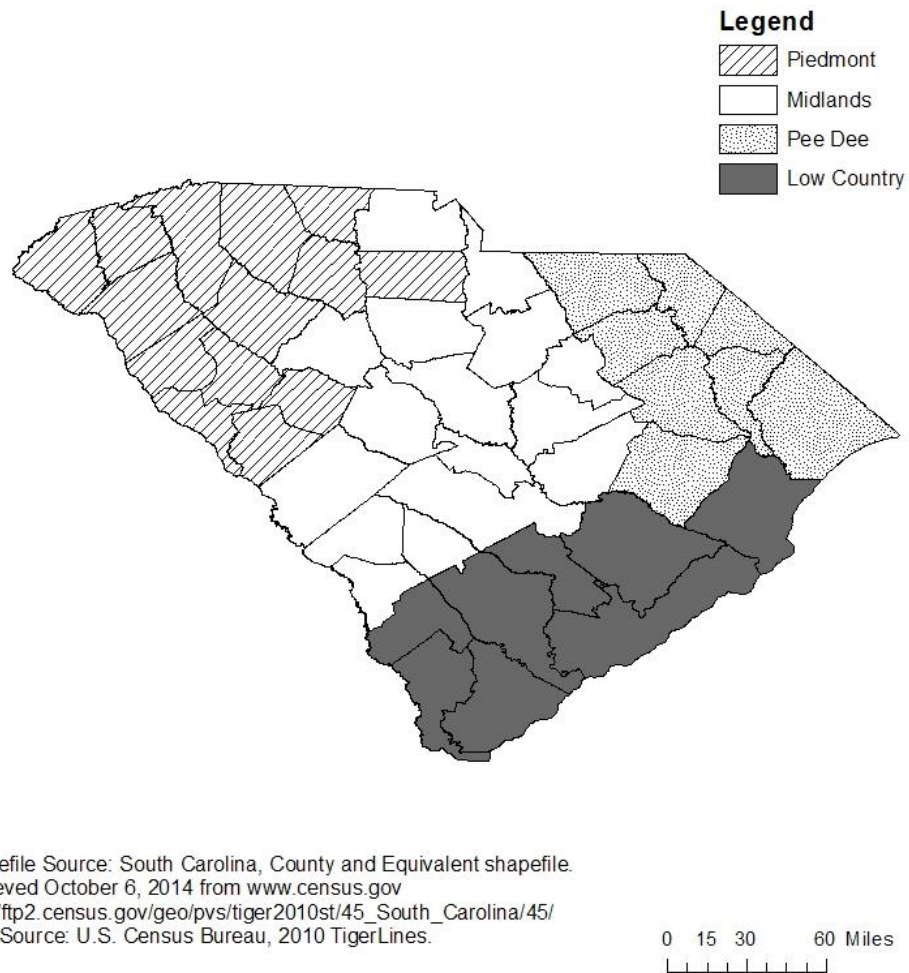 Legend
Piedmont
Midlands
Pee Dee
Low Country
efile Source: South Carolina, County and Equivalent shapefile.
eved October 6, 2014 from www.census.gov
/ftp2.census.gov/geo/pvs/tiger2010st/45_South_Carolina/45/
Source: U.S. Census Bureau, 2010 TigerLines.
0 15 30 60 Miles